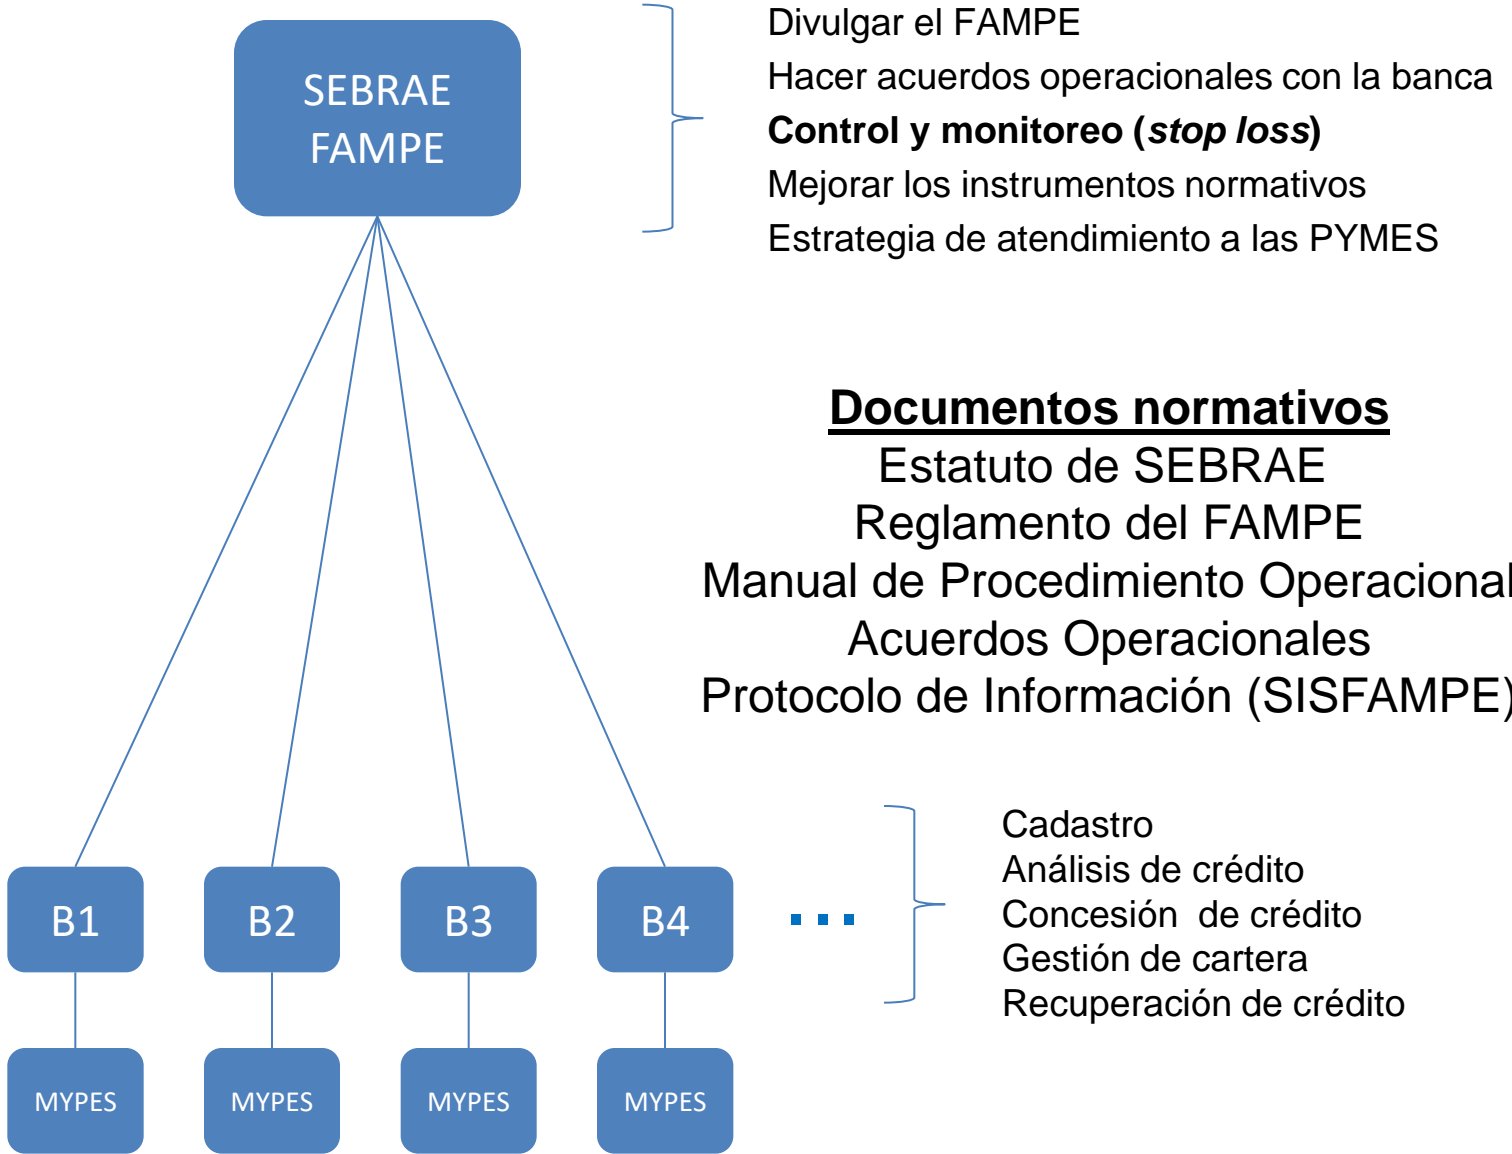 SEBRAE
FAMPE
Divulgar el FAMPE
Hacer acuerdos operacionales con la banca
Control y monitoreo (stop loss)
Mejorar los instrumentos normativos
Estrategia de atendimiento a las PYMES
Documentos normativos
Estatuto de SEBRAE
Reglamento del FAMPE
Manual de Procedimiento Operacional
Acuerdos Operacionales
Protocolo de Información (SISFAMPE)
B1 B2 B3 B4 ...
Cadastro
Análisis de crédito
Concesión de crédito
Gestión de cartera
Recuperación de crédito
MYPES MYPES MYPES MYPES